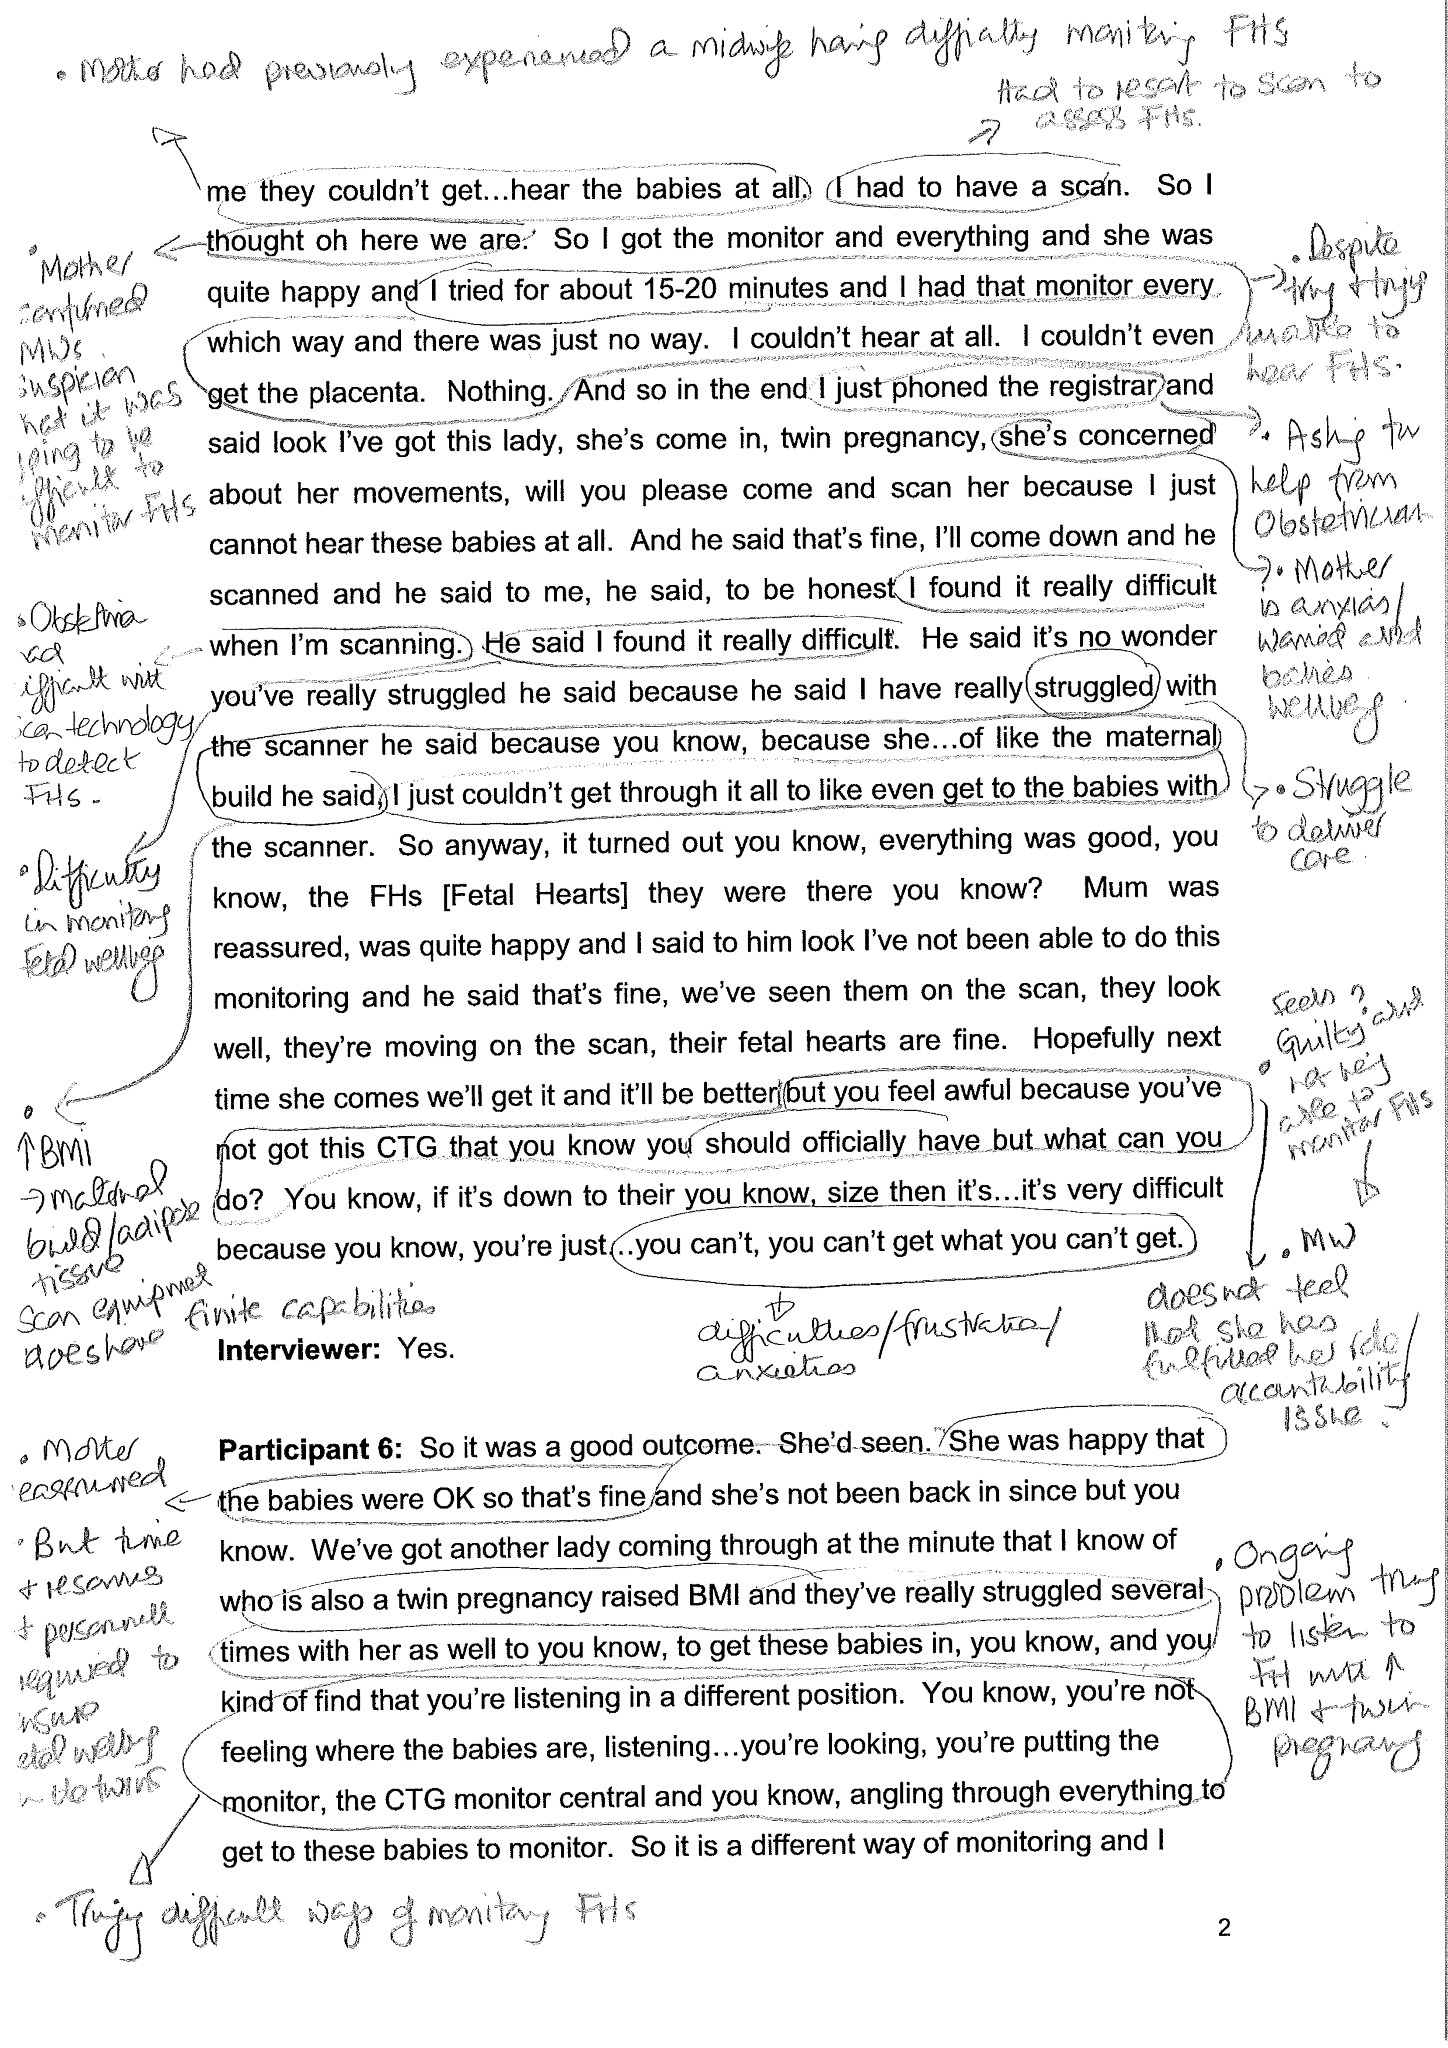 • Mother had previously experienced a midwife having difficulty monitoring FHS
Had to resort to scan to
assess FHs.
me they couldn't get…hear the babies at all. I had to have a scan. So I
thought oh here we are. So I got the monitor and everything and she was
quite happy and I tried for about 15-20 minutes and I had that monitor every
which way and there was just no way. I couldn't hear at all. I couldn't even
get the placenta. Nothing. And so in the end I just phoned the registrar and
said look I've got this lady, she's come in, twin pregnancy, she's concerned
about her movements, will you please come and scan her because I just
cannot hear these babies at all. And he said that's fine, I'll come down and he
scanned and he said to me, he said, to be honest I found it really difficult
when I'm scanning. He said I found it really difficult. He said it's no wonder
you've really struggled he said because he said I have really struggled with
the scanner he said because you know, because she…of like the maternal
build he said, I just couldn't get through it all to like even get to the babies with
the scanner. So anyway, it turned out you know, everything was good, you
know, the FHs [Fetal Hearts] they were there you know? Mum was
reassured, was quite happy and I said to him look I've not been able to do this
monitoring and he said that's fine, we've seen them on the scan, they look
well, they're moving on the scan, their fetal hearts are fine. Hopefully next
time she comes we'll get it and it'll be better but you feel awful because you've
not got this CTG that you know you should officially have but what can you
do? You know, if it's down to their you know, size then it's…it's very difficult
because you know, you're just…you can't, you can't get what you can't get.
Interviewer: Yes.
Participant 6: So it was a good outcome. She'd seen. She was happy that
the babies were OK so that's fine and she's not been back in since but you
know. We've got another lady coming through at the minute that I know of
who is also a twin pregnancy raised BMI and they've really struggled several
times with her as well to you know, to get these babies in, you know, and you
kind of find that you're listening in a different position. You know, you're not
feeling where the babies are, listening…you're looking, you're putting the
monitor, the CTG monitor central and you know, angling through everything to
get to these babies to monitor. So it is a different way of monitoring and I
• Mother
MWs
it was
to be
to
monitor FHS
• 
difficult with
technology
to detect
FHs.
• Difficulty
in monitoring
Fetal wellbeing
• 
↑ BMI
→ maternal
build/adipose
tissue
Scan equipment
does have finite capabilities
• Mother
• But time
+ resources
+ personnell
required to
fetal wellbeing
twins
• Despite
trying + trying
unable to
hear FHS.
• Asking for
help from
Obstetrician
• Mother
is anxious/
worried about
babies
wellbeing.
• Struggle
to deliver
care.
Feels ?
• Guilty about
not being
able to
monitor FHs
• MW
does not feel
that she has
fulfilled her role/
accountability
issue.
difficulties/frustration/
anxieties
• Ongoing
problem trying
to listen to
FH with ↑
BMI + twin
pregnancy
• Trying difficult ways of monitoring FHs
2